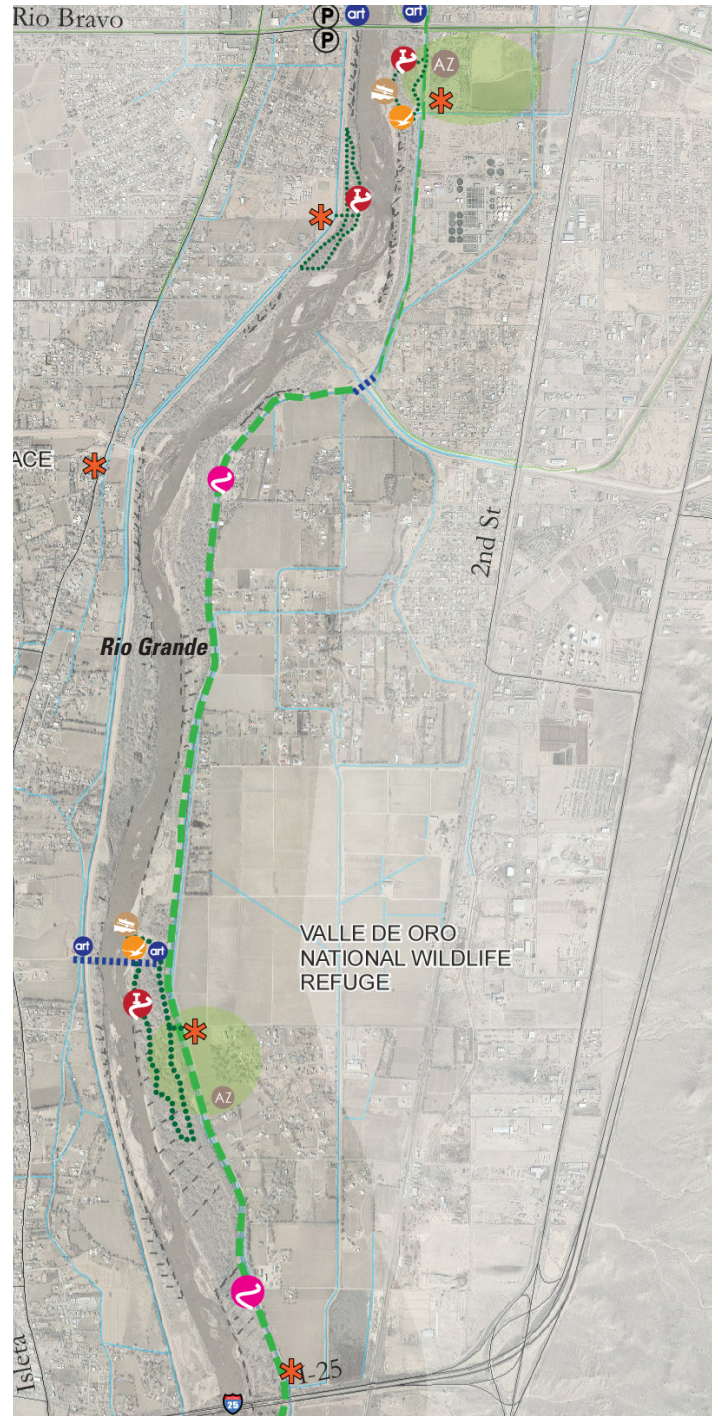 Rio Bravo
P
art
art
P
AZ
ACE
2nd St
Rio Grande
art
art
VALLE DE ORO
NATIONAL WILDLIFE
REFUGE
AZ
Isleta
I-25
25